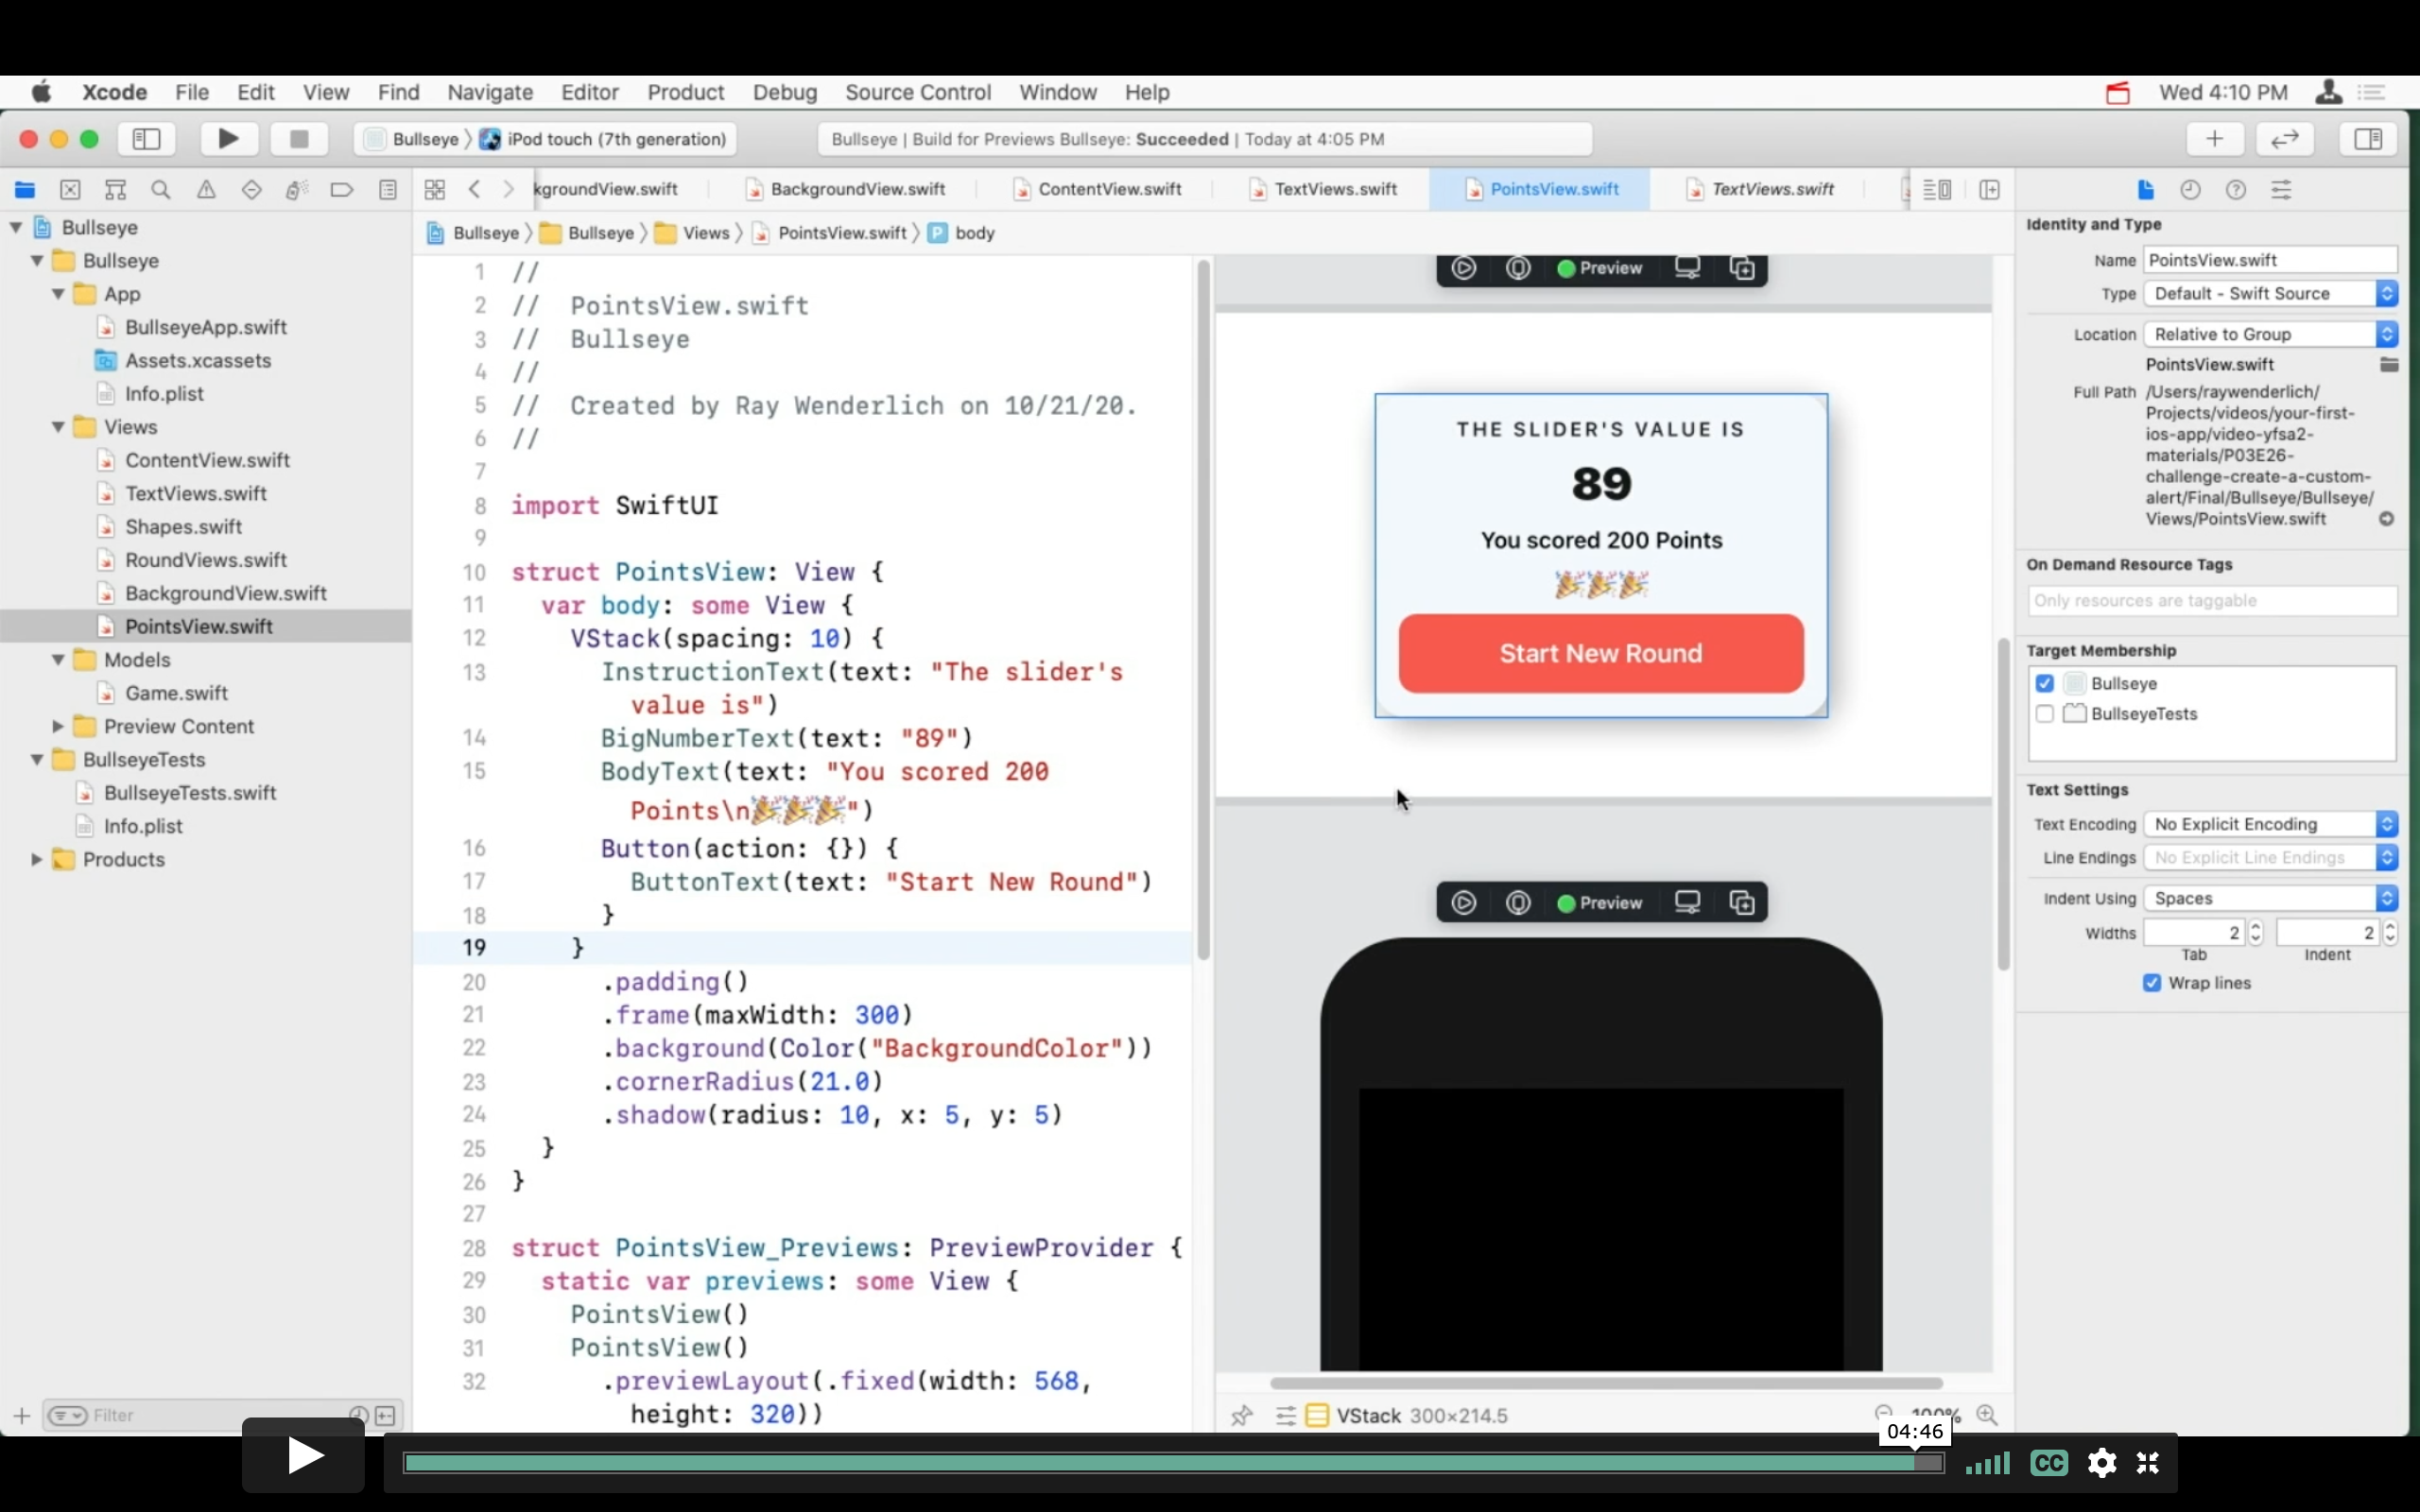 Xcode File Edit View Find Navigate Editor Product Debug Source Control Window Help Wed 4:10 PM
Bullseye iPod touch (7th generation) Bullseye | Build for Previews Bullseye: Succeeded | Today at 4:05 PM
kgroundView.swift BackgroundView.swift ContentView.swift TextViews.swift PointsView.swift TextViews.swift
Bullseye Bullseye Views PointsView.swift P body
Bullseye
Bullseye
App
BullseyeApp.swift
Assets.xcassets
Info.plist
Views
ContentView.swift
TextViews.swift
Shapes.swift
RoundViews.swift
BackgroundView.swift
PointsView.swift
Models
Game.swift
Preview Content
BullseyeTests
BullseyeTests.swift
Info.plist
Products
Filter
1 //
2 //  PointsView.swift
3 //  Bullseye
4 //
5 //  Created by Ray Wenderlich on 10/21/20.
6 //
7
8 import SwiftUI
9
10 struct PointsView: View {
11   var body: some View {
12     VStack(spacing: 10) {
13       InstructionText(text: "The slider's
value is")
14       BigNumberText(text: "89")
15       BodyText(text: "You scored 200
Points\n🎉🎉🎉")
16       Button(action: {}) {
17         ButtonText(text: "Start New Round")
18       }
19     }
20       .padding()
21       .frame(maxWidth: 300)
22       .background(Color("BackgroundColor"))
23       .cornerRadius(21.0)
24       .shadow(radius: 10, x: 5, y: 5)
25   }
26 }
27
28 struct PointsView_Previews: PreviewProvider {
29   static var previews: some View {
30     PointsView()
31     PointsView()
32       .previewLayout(.fixed(width: 568,
height: 320))
Preview
THE SLIDER'S VALUE IS
89
You scored 200 Points
🎉🎉🎉
Start New Round
Preview
VStack 300×214.5 100%
Identity and Type
Name PointsView.swift
Type Default - Swift Source
Location Relative to Group
PointsView.swift
Full Path /Users/raywenderlich/
Projects/videos/your-first-
ios-app/video-yfsa2-
materials/P03E26-
challenge-create-a-custom-
alert/Final/Bullseye/Bullseye/
Views/PointsView.swift
On Demand Resource Tags
Only resources are taggable
Target Membership
Bullseye
BullseyeTests
Text Settings
Text Encoding No Explicit Encoding
Line Endings No Explicit Line Endings
Indent Using Spaces
Widths 2 2
Tab Indent
Wrap lines
04:46
CC